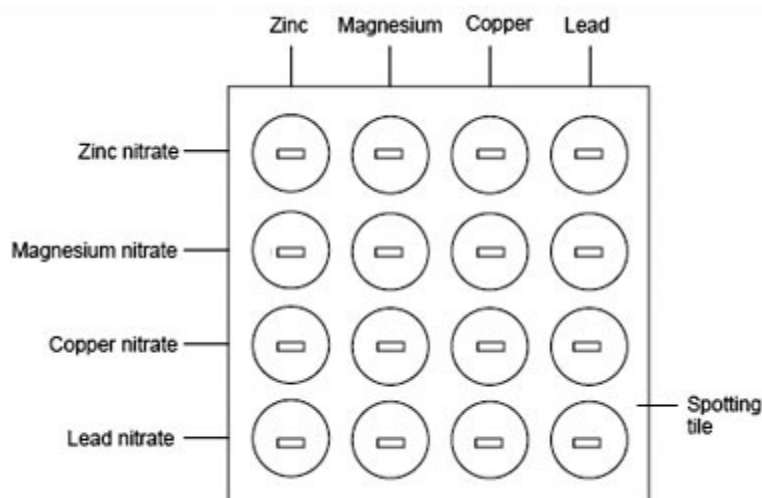 Zinc Magnesium Copper Lead
Zinc nitrate
Magnesium nitrate
Copper nitrate
Lead nitrate
Spotting
tile